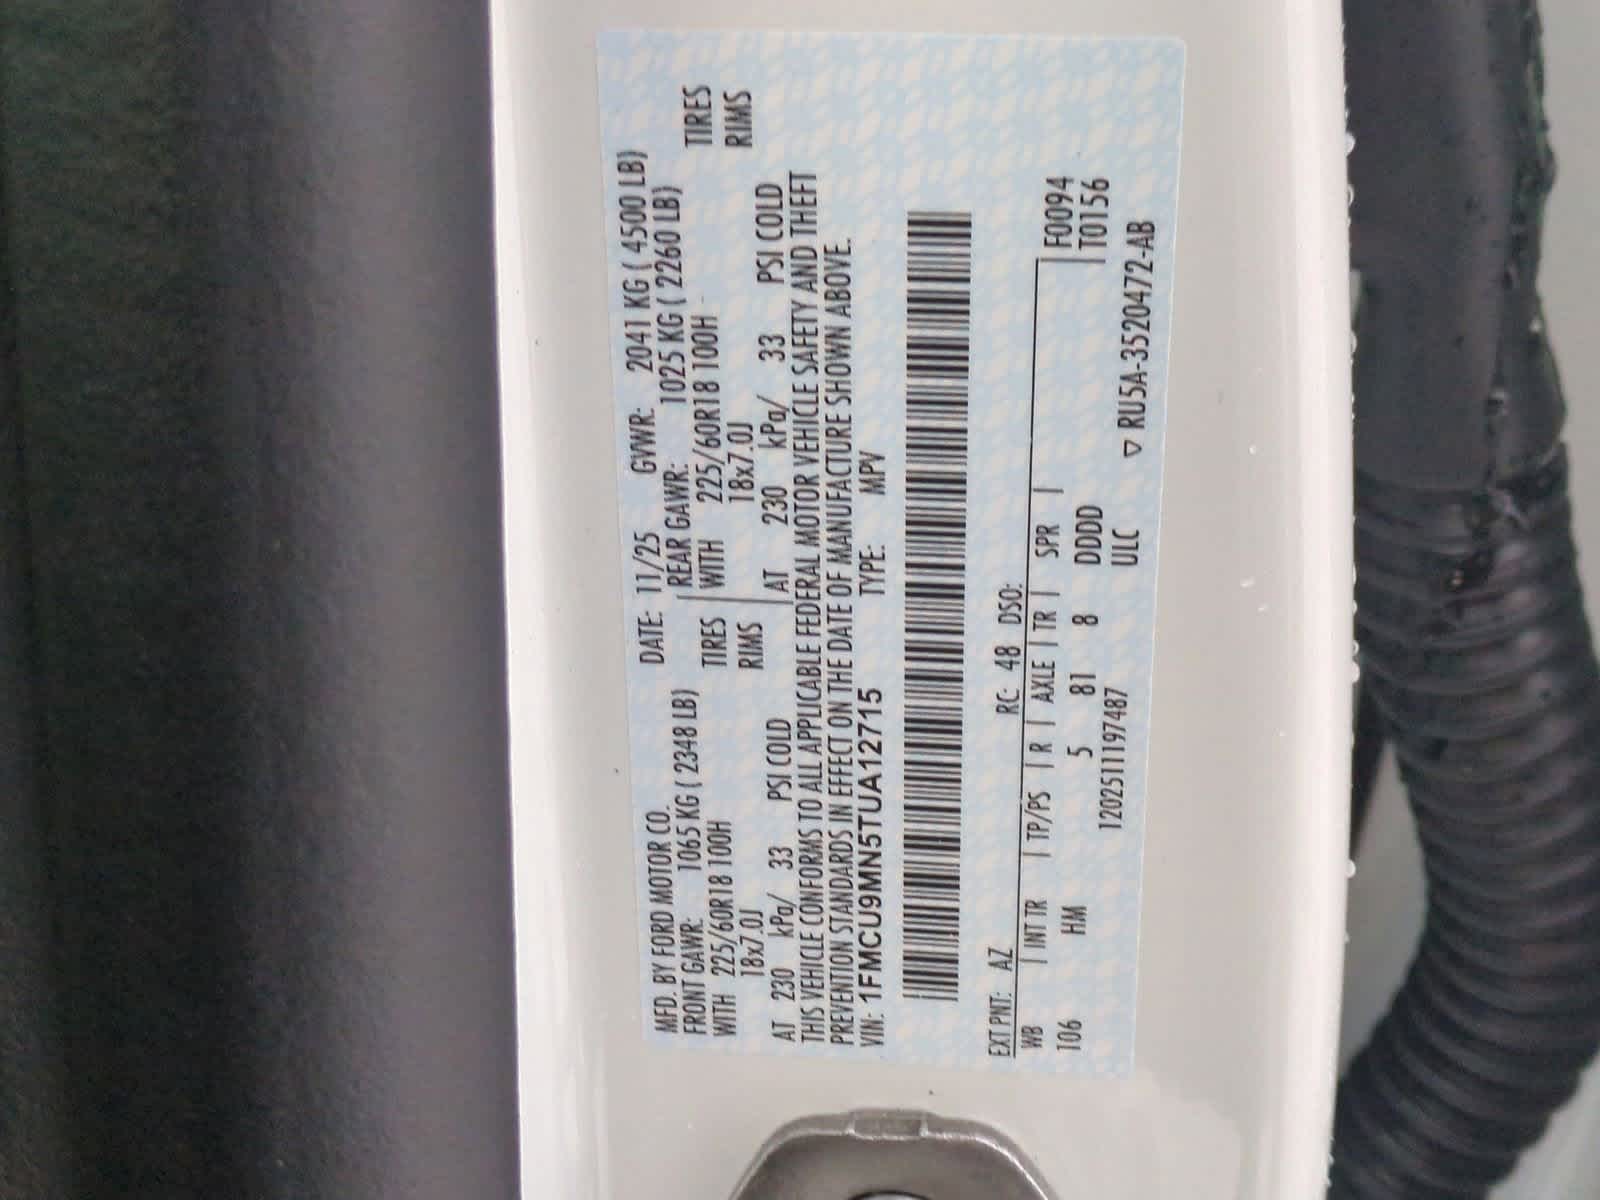 MFD. BY FORD MOTOR CO.
DATE: 11/25 GVWR: 2041 KG ( 4500 LB)
FRONT GAWR: 1065 KG ( 2348 LB) REAR GAWR: 1025 KG ( 2260 LB)
WITH 225/60R18 100H TIRES WITH 225/60R18 100H TIRES
18x7.0J RIMS 18x7.0J RIMS
AT 230 kPa/ 33 PSI COLD AT 230 kPa/ 33 PSI COLD
THIS VEHICLE CONFORMS TO ALL APPLICABLE FEDERAL MOTOR VEHICLE SAFETY AND THEFT
PREVENTION STANDARDS IN EFFECT ON THE DATE OF MANUFACTURE SHOWN ABOVE.
VIN: 1FMCU9MN5TUA12715 TYPE: MPV
EXT PNT: AZ RC: 48 DSO:
WB INT TR TP/PS R AXLE TR SPR F0094
106 HM 5 81 8 DDDD T0156
1202511197487 ULC ▽ RU5A-3520472-AB